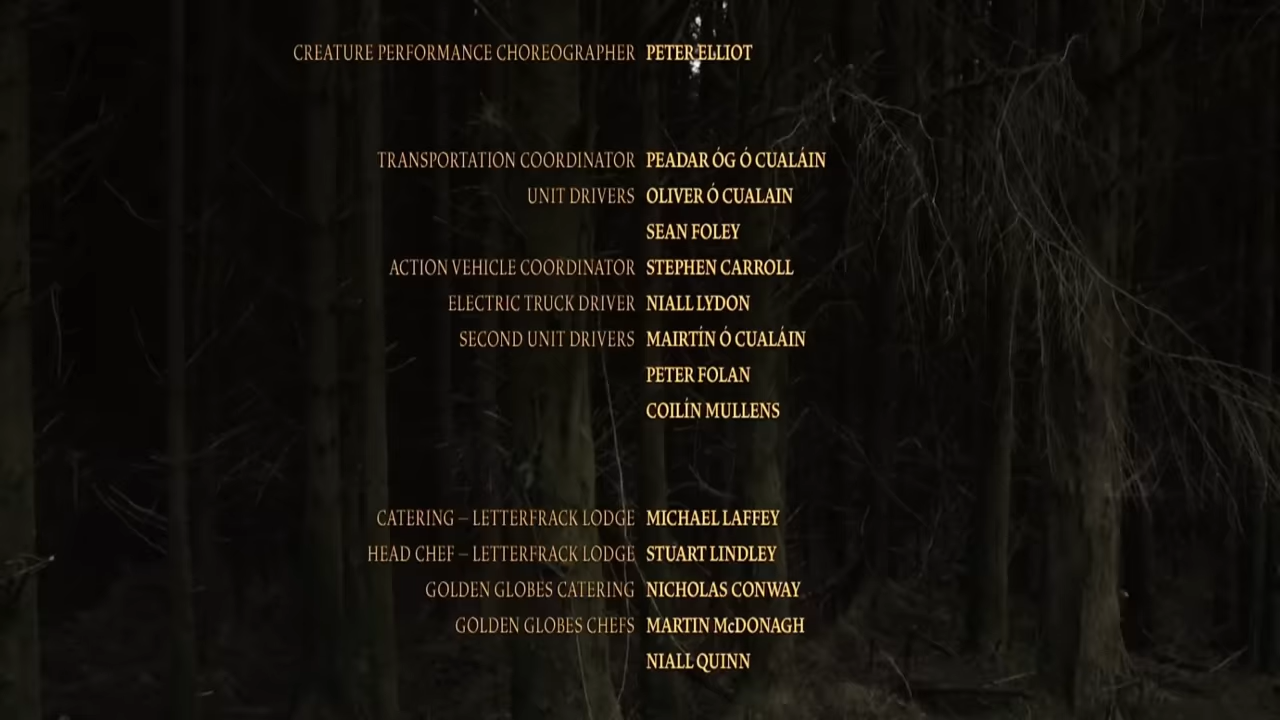 CREATURE PERFORMANCE CHOREOGRAPHER PETER ELLIOT
TRANSPORTATION COORDINATOR PEADAR ÓG Ó CUALÁIN
UNIT DRIVERS OLIVER Ó CUALAIN
SEAN FOLEY
ACTION VEHICLE COORDINATOR STEPHEN CARROLL
ELECTRIC TRUCK DRIVER NIALL LYDON
SECOND UNIT DRIVERS MAIRTÍN Ó CUALÁIN
PETER FOLAN
COILÍN MULLENS
CATERING – LETTERFRACK LODGE MICHAEL LAFFEY
HEAD CHEF – LETTERFRACK LODGE STUART LINDLEY
GOLDEN GLOBES CATERING NICHOLAS CONWAY
GOLDEN GLOBES CHEFS MARTIN McDONAGH
NIALL QUINN